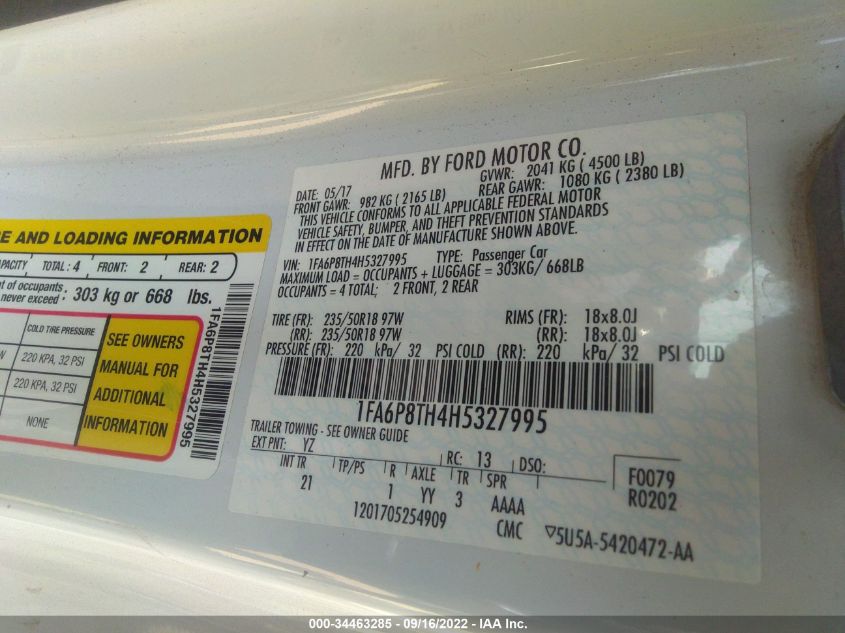 E AND LOADING INFORMATION
TOTAL: 4 FRONT: 2 REAR: 2
nt of occupants
never exceed: 303 kg or 668 lbs.
COLD TIRE PRESSURE
220 KPA, 32 PSI
220 KPA, 32 PSI
NONE
SEE OWNERS
MANUAL FOR
ADDITIONAL
INFORMATION
1FA6P8TH4H5327995
MFD. BY FORD MOTOR CO.
DATE: 05/17 GVWR: 2041 KG ( 4500 LB)
FRONT GAWR: 982 KG ( 2165 LB) REAR GAWR: 1080 KG ( 2380 LB)
THIS VEHICLE CONFORMS TO ALL APPLICABLE FEDERAL MOTOR
VEHICLE SAFETY, BUMPER, AND THEFT PREVENTION STANDARDS
IN EFFECT ON THE DATE OF MANUFACTURE SHOWN ABOVE.
VIN: 1FA6P8TH4H5327995 TYPE: Passenger Car
MAXIMUM LOAD = OCCUPANTS + LUGGAGE = 303KG/ 668LB
OCCUPANTS = 4 TOTAL; 2 FRONT, 2 REAR
TIRE (FR): 235/50R18 97W RIMS (FR): 18x8.0J
(RR): 235/50R18 97W (RR): 18x8.0J
PRESSURE (FR): 220 kPa/ 32 PSI COLD (RR): 220 kPa/ 32 PSI COLD
1FA6P8TH4H5327995
TRAILER TOWING - SEE OWNER GUIDE
EXT PNT: YZ RC: 13 DSO: F0079
INT TR TP/PS R AXLE TR SPR R0202
21 1 YY 3 AAAA
1201705254909 CMC ▽5U5A-5420472-AA
000-34463285 - 09/16/2022 - IAA Inc.